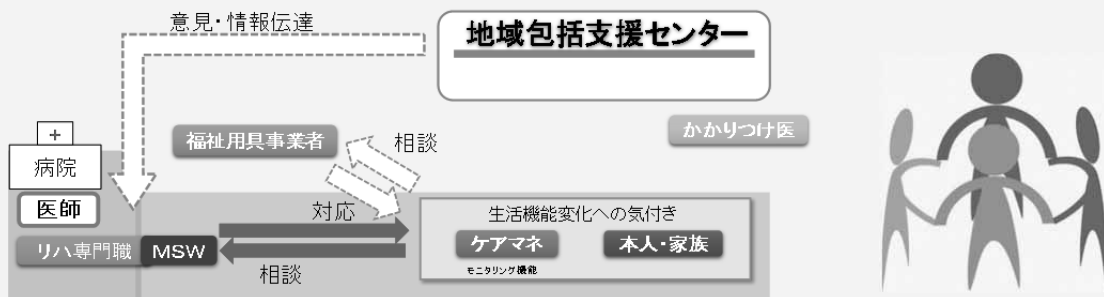 意見・情報伝達
地域包括支援センター
福祉用具事業者
相談
かかりつけ医
+
病院
医師
リハ専門職
MSW
対応
相談
生活機能変化への気付き
ケアマネ
本人・家族
モニタリング機能